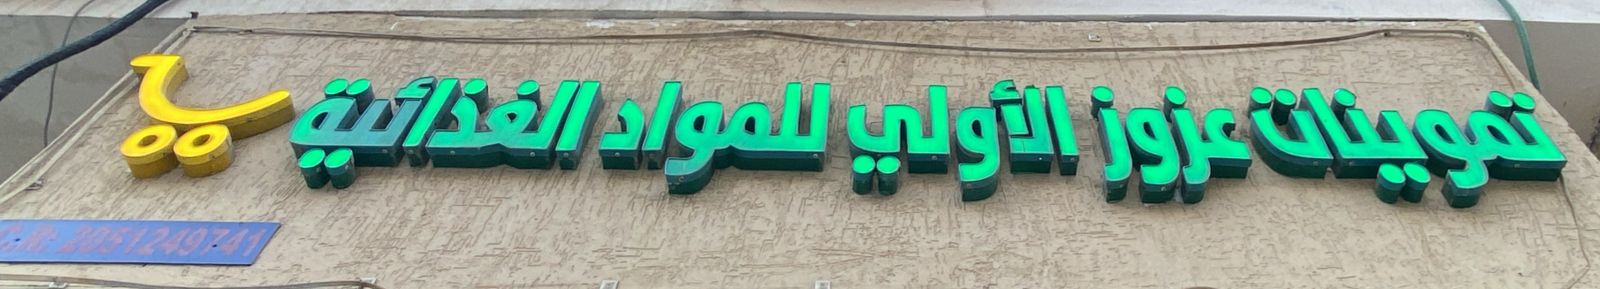 تموينات عزوز الأولي للمواد الغذائية
C.R: 2051249741